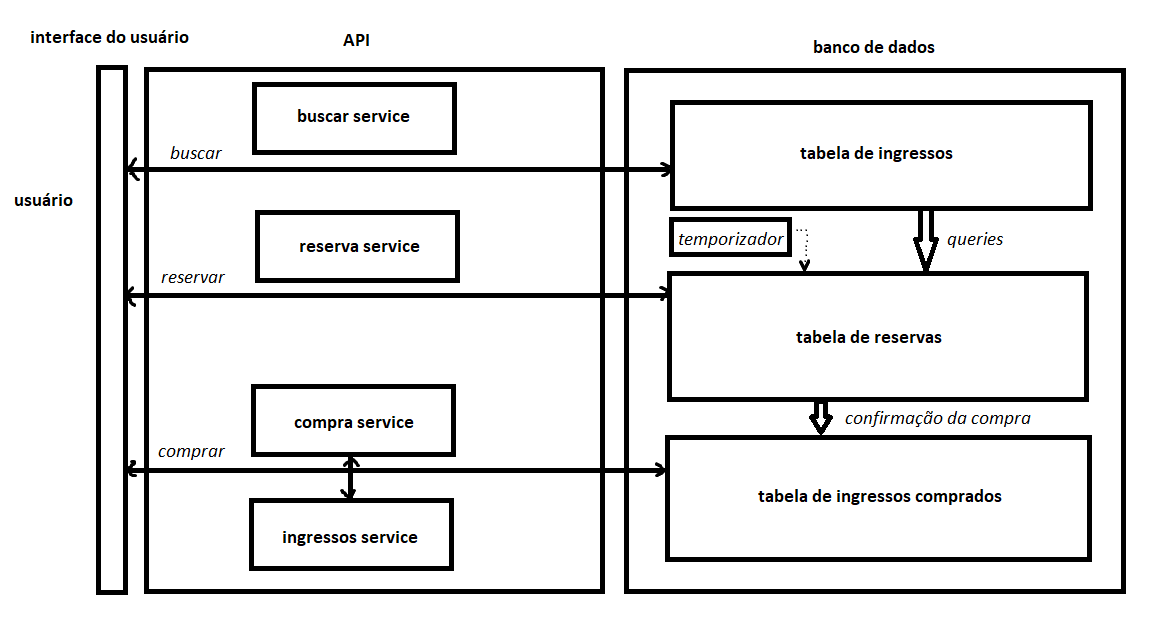 interface do usuário
API
banco de dados
buscar service
buscar
tabela de ingressos
usuário
reserva service
temporizador
queries
reservar
tabela de reservas
compra service
confirmação da compra
comprar
tabela de ingressos comprados
ingressos service